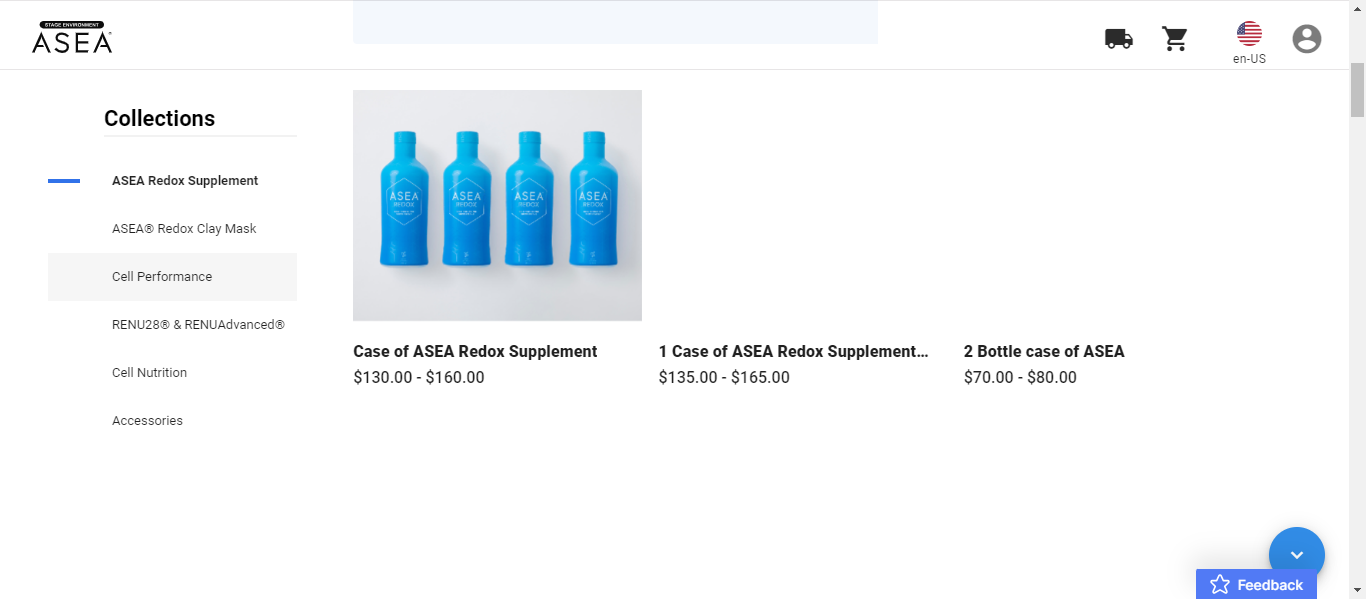 STAGE ENVIRONMENT
ASEA
en-US
Collections
ASEA Redox Supplement
ASEA® Redox Clay Mask
Cell Performance
RENU28® & RENUAdvanced®
Cell Nutrition
Accessories
ASEA REDOX
ASEA REDOX
ASEA REDOX
ASEA REDOX
Case of ASEA Redox Supplement
$130.00 - $160.00
1 Case of ASEA Redox Supplement...
$135.00 - $165.00
2 Bottle case of ASEA
$70.00 - $80.00
Feedback